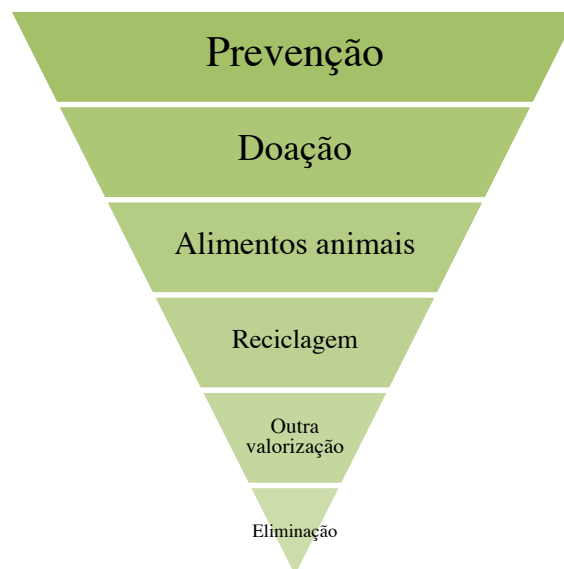 Prevenção
Doação
Alimentos animais
Reciclagem
Outra
valorização
Eliminação